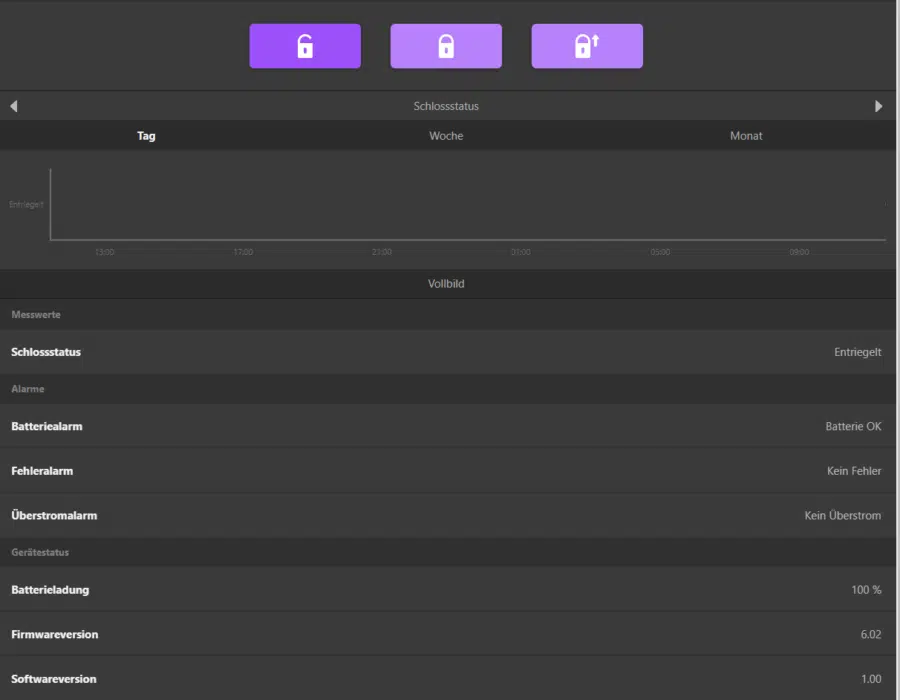 Schlossstatus
Tag Woche Monat
Entriegelt
13:00 17:00 21:00 01:00 05:00 09:00
Vollbild
Messwerte
Schlossstatus Entriegelt
Alarme
Batteriealarm Batterie OK
Fehleralarm Kein Fehler
Überstromalarm Kein Überstrom
Gerätestatus
Batterieladung 100 %
Firmwareversion 6.02
Softwareversion 1.00